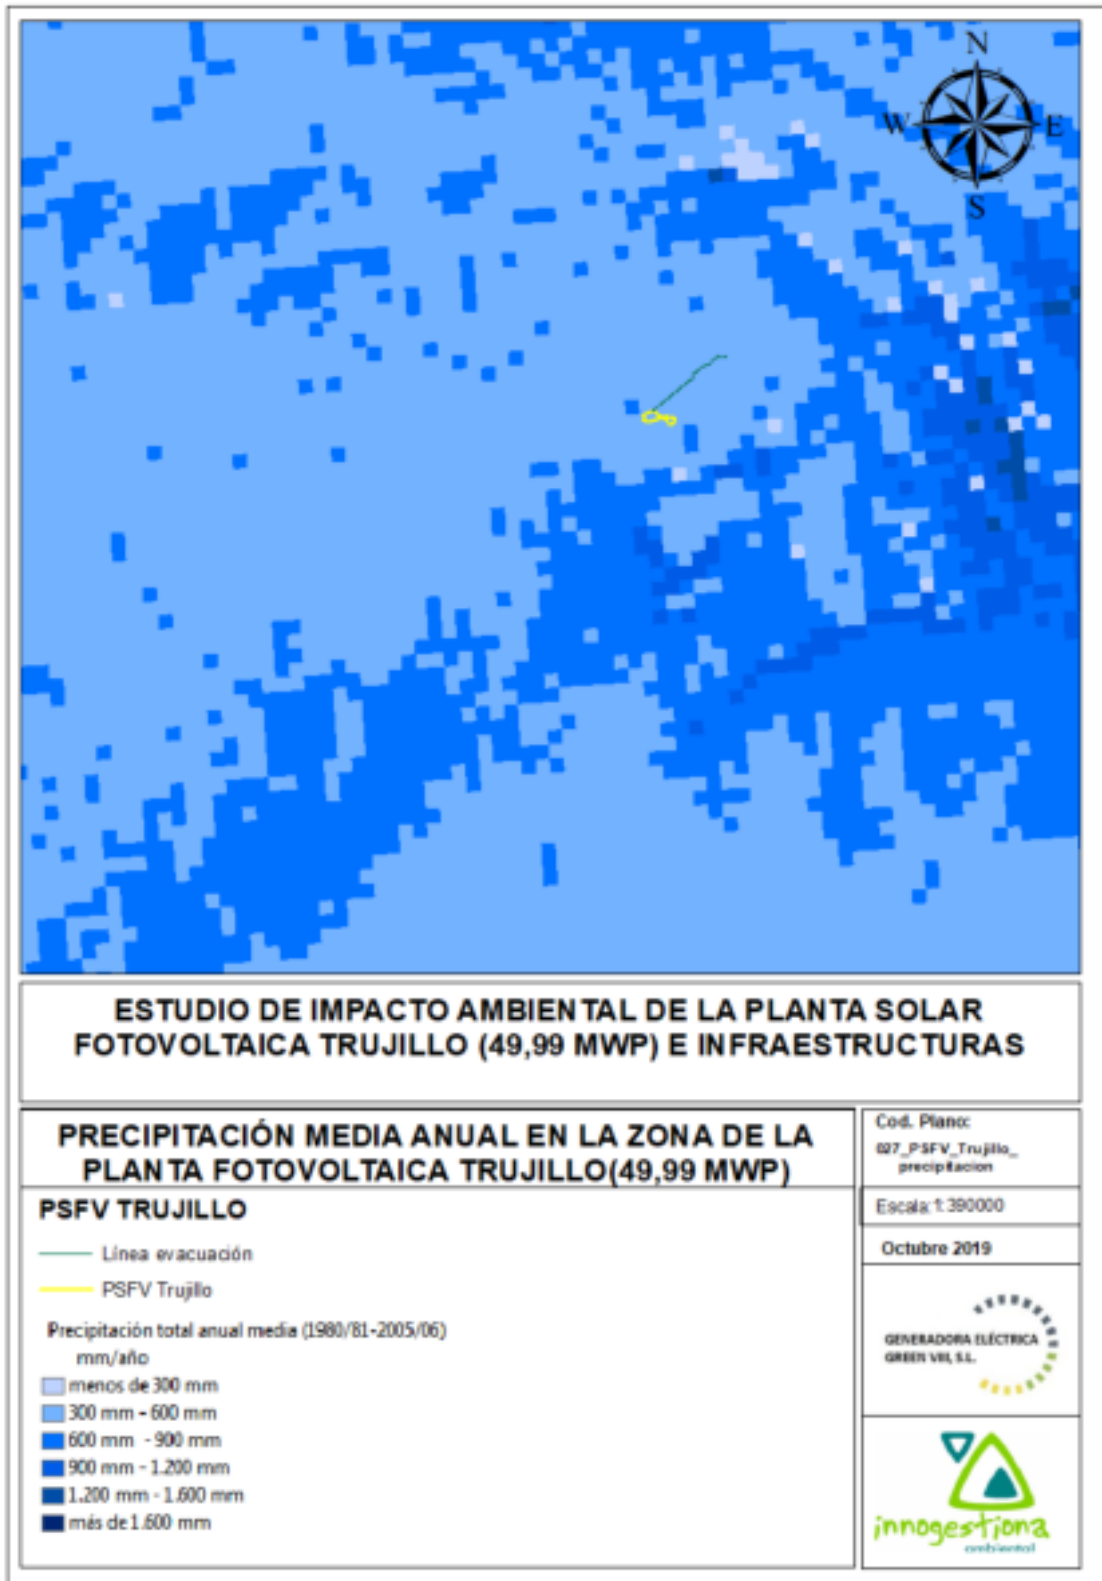 N
W E
S
ESTUDIO DE IMPACTO AMBIENTAL DE LA PLANTA SOLAR
FOTOVOLTAICA TRUJILLO (49,99 MWP) E INFRAESTRUCTURAS
PRECIPITACIÓN MEDIA ANUAL EN LA ZONA DE LA
PLANTA FOTOVOLTAICA TRUJILLO(49,99 MWP)
PSFV TRUJILLO
Línea evacuación
PSFV Trujillo
Precipitación total anual media (1980/81-2005/06)
mm/año
menos de 300 mm
300 mm - 600 mm
600 mm - 900 mm
900 mm - 1.200 mm
1.200 mm - 1.600 mm
más de 1.600 mm
Cod. Plano:
027_PSFV_Trujillo_
precipitacion
Escala:1:390000
Octubre 2019
GENERADORA ELÉCTRICA
GREEN VIII, S.L.
innogestiona
ambiental